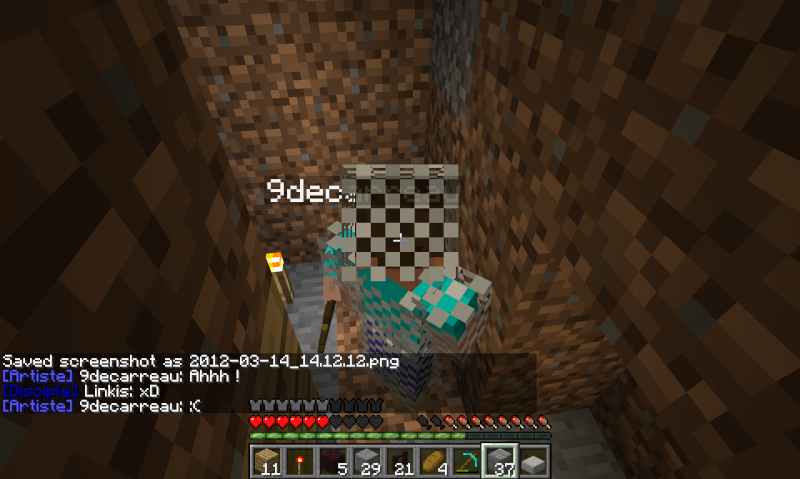 9dec
Saved screenshot as 2012-03-14_14.12.12.png
[Artiste] 9decarreau: Ahhh !
[Disciple] Linkis: xD
[Artiste] 9decarreau: :C
11 5 29 21 4 37